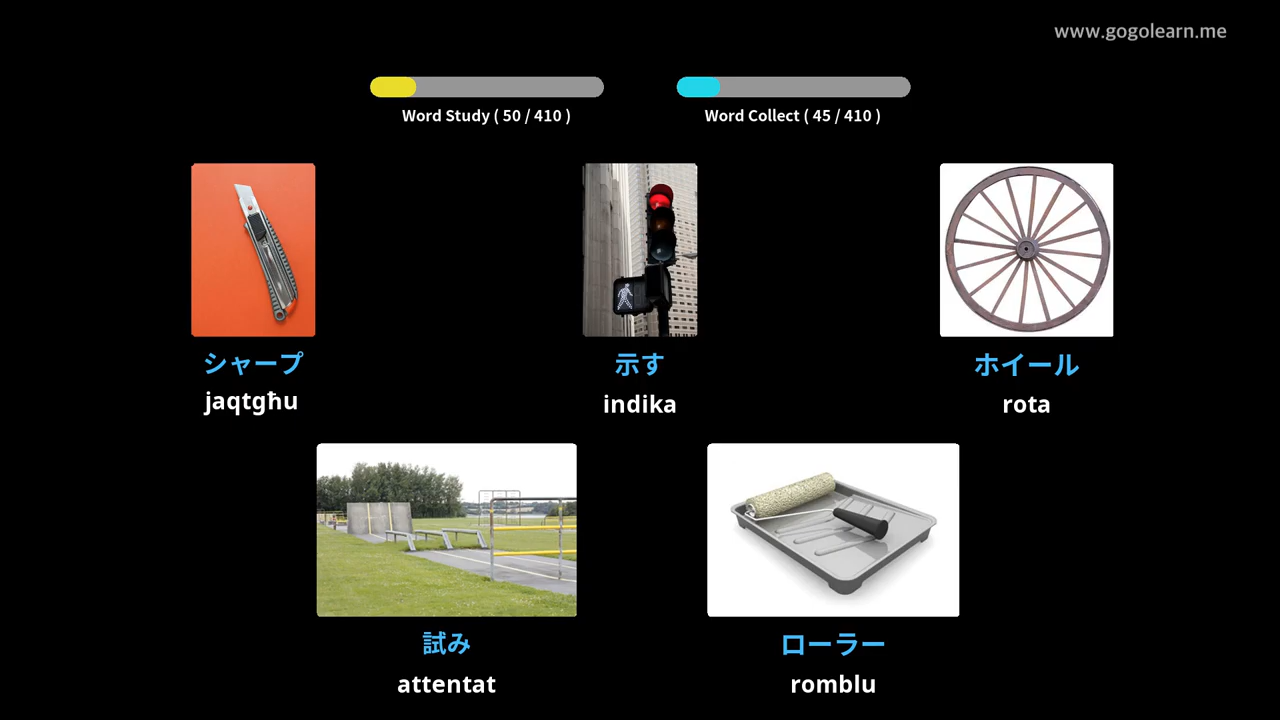 www.gogolearn.me
Word Study ( 50 / 410 )
Word Collect ( 45 / 410 )
シャープ
jaqtgħu
示す
indika
ホイール
rota
試み
attentat
ローラー
romblu